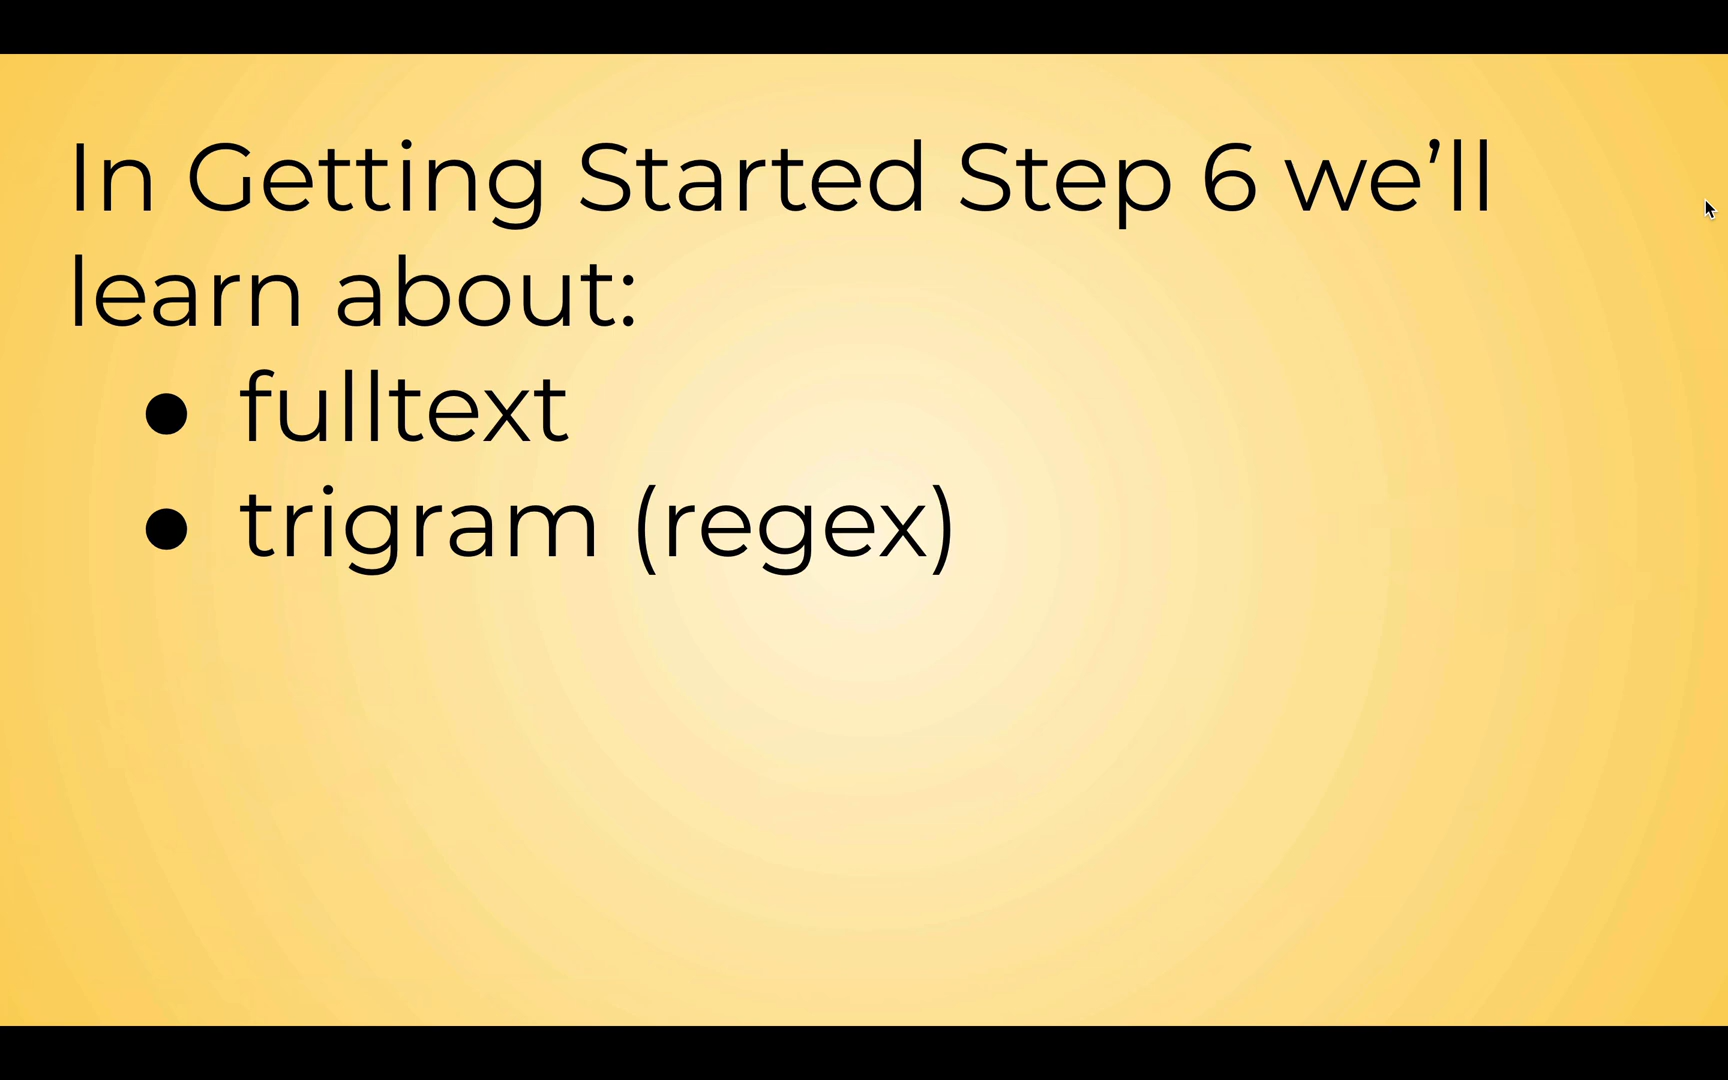 In Getting Started Step 6 we’ll
learn about:
● fulltext
● trigram (regex)